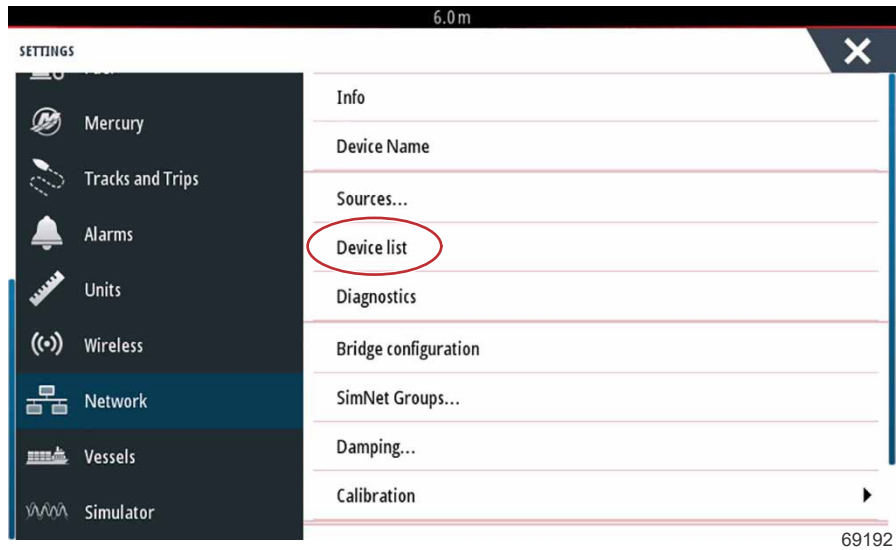 6.0 m
SETTINGS
Mercury
Tracks and Trips
Alarms
Units
Wireless
Network
Vessels
Simulator
Info
Device Name
Sources...
Device list
Diagnostics
Bridge configuration
SimNet Groups...
Damping...
Calibration
69192